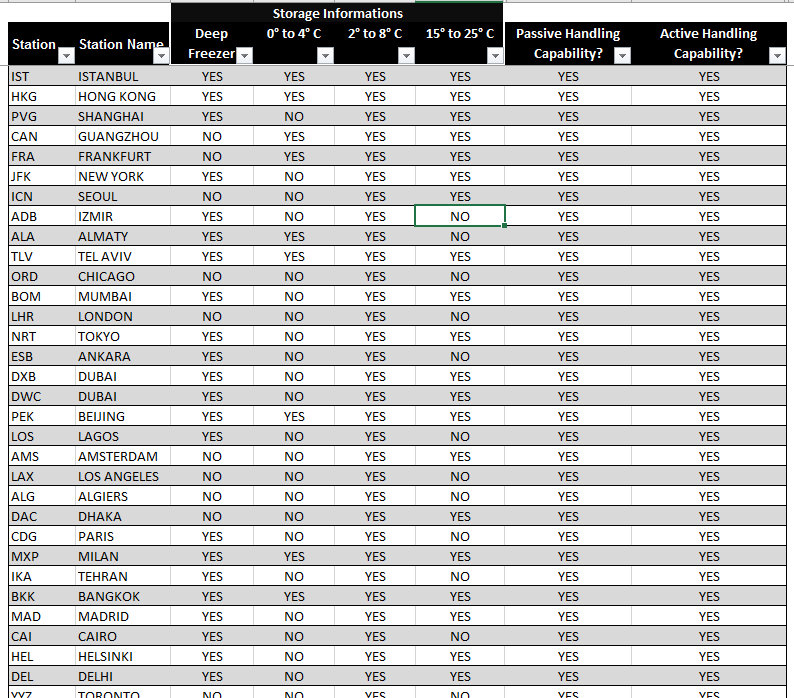 Storage Informations
Station Station Name Deep Freezer 0° to 4° C 2° to 8° C 15° to 25° C Passive Handling Capability? Active Handling Capability?
IST ISTANBUL YES YES YES YES YES YES
HKG HONG KONG YES YES YES YES YES YES
PVG SHANGHAI YES NO YES YES YES YES
CAN GUANGZHOU NO YES YES YES YES YES
FRA FRANKFURT NO YES YES YES YES YES
JFK NEW YORK YES NO YES YES YES YES
ICN SEOUL NO NO YES YES YES YES
ADB IZMIR YES NO YES NO YES YES
ALA ALMATY YES YES YES NO YES YES
TLV TEL AVIV YES YES YES YES YES YES
ORD CHICAGO NO NO YES NO YES YES
BOM MUMBAI YES NO YES YES YES YES
LHR LONDON NO NO YES NO YES YES
NRT TOKYO YES NO YES YES YES YES
ESB ANKARA YES NO YES NO YES YES
DXB DUBAI YES NO YES YES YES YES
DWC DUBAI YES NO YES YES YES YES
PEK BEIJING YES YES YES YES YES YES
LOS LAGOS YES NO YES NO YES YES
AMS AMSTERDAM NO NO YES YES YES YES
LAX LOS ANGELES NO NO YES NO YES YES
ALG ALGIERS NO NO YES NO YES YES
DAC DHAKA NO NO YES YES YES YES
CDG PARIS YES NO YES NO YES YES
MXP MILAN YES YES YES YES YES YES
IKA TEHRAN YES NO YES NO YES YES
BKK BANGKOK YES YES YES YES YES YES
MAD MADRID YES NO YES YES YES YES
CAI CAIRO YES NO YES NO YES YES
HEL HELSINKI YES NO YES YES YES YES
DEL DELHI YES NO YES YES YES YES
YYZ TORONTO NO NO YES NO YES YES